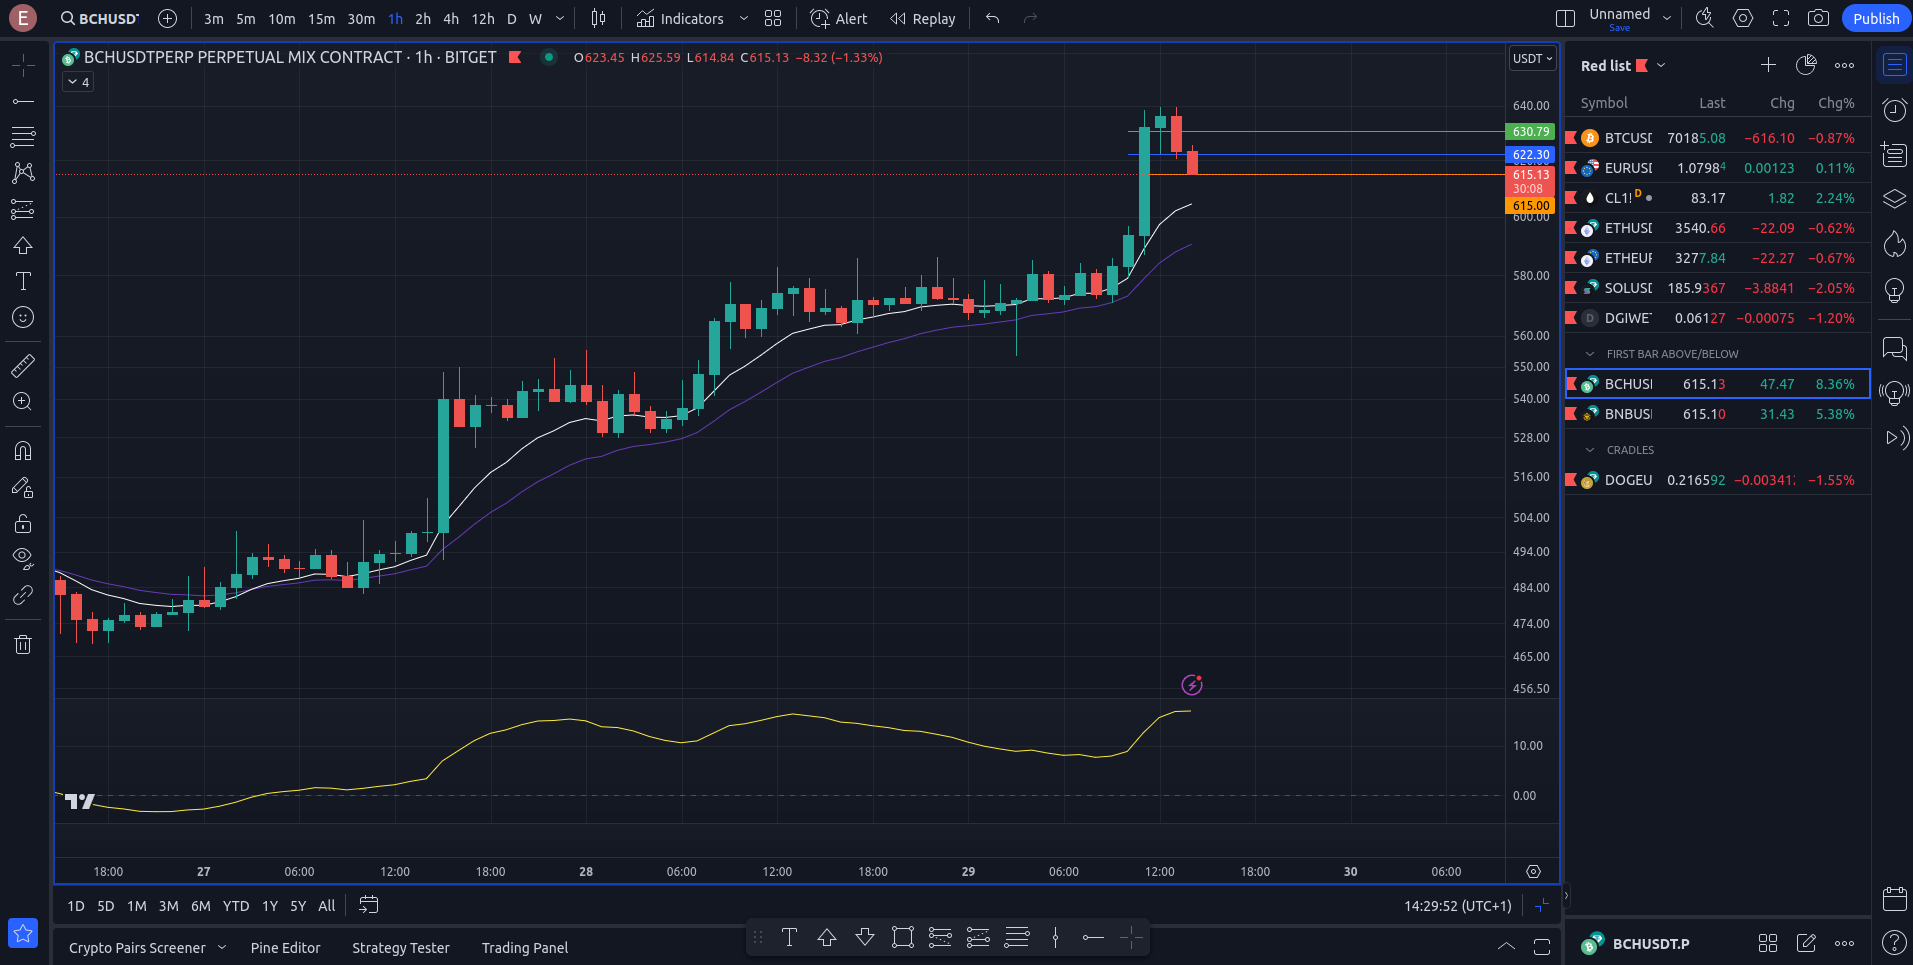 E
BCHUSDT
3m 5m 10m 15m 30m 1h 2h 4h 12h D W
Indicators
Alert
Replay
Unnamed
Save
Publish
BCHUSDTPERP PERPETUAL MIX CONTRACT · 1h · BITGET
O623.45 H625.59 L614.84 C615.13 −8.32 (−1.33%)
4
USDT
640.00
630.79
622.30
615.13
30:08
615.00
600.00
580.00
560.00
550.00
540.00
528.00
516.00
504.00
494.00
484.00
474.00
465.00
456.50
10.00
0.00
18:00 27 06:00 12:00 18:00 28 06:00 12:00 18:00 29 06:00 12:00 18:00 30 06:00
1D 5D 1M 3M 6M YTD 1Y 5Y All
14:29:52 (UTC+1)
Crypto Pairs Screener Pine Editor Strategy Tester Trading Panel
Red list
Symbol Last Chg Chg%
BTCUSD 70185.08 −616.10 −0.87%
EURUSD 1.07984 0.00123 0.11%
CL1! D 83.17 1.82 2.24%
ETHUSD 3540.66 −22.09 −0.62%
ETHEUR 3277.84 −22.27 −0.67%
SOLUSD 185.9367 −3.8841 −2.05%
DGIWE 0.06127 −0.00075 −1.20%
FIRST BAR ABOVE/BELOW
BCHUSD 615.13 47.47 8.36%
BNBUSD 615.10 31.43 5.38%
CRADLES
DOGEU 0.216592 −0.003412 −1.55%
BCHUSDT.P